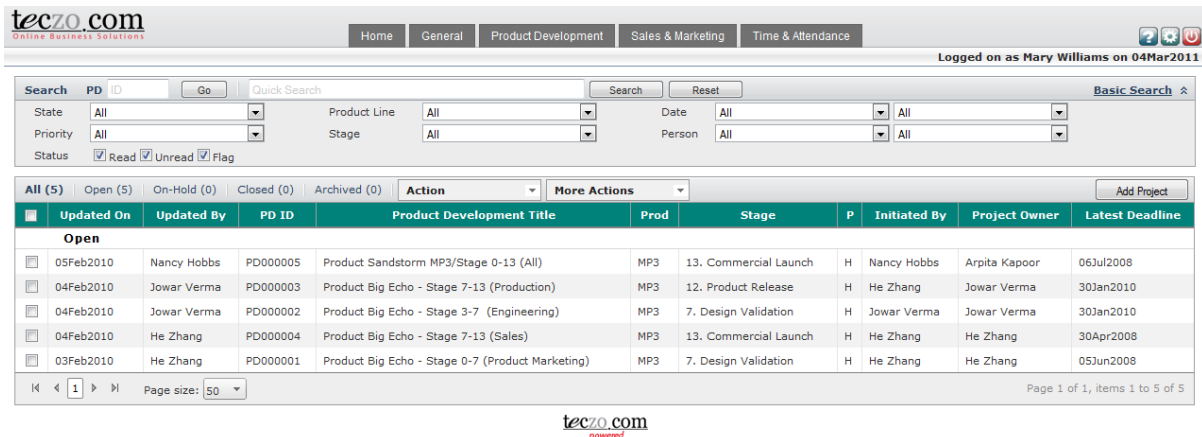 teczo.com
Online Business Solutions
Home General Product Development Sales & Marketing Time & Attendance
Logged on as Mary Williams on 04Mar2011
Search PD ID Go Quick Search Search Reset Basic Search
State All Product Line All Date All All
Priority All Stage All Person All All
Status Read Unread Flag
All (5) Open (5) On-Hold (0) Closed (0) Archived (0) Action More Actions Add Project
Updated On Updated By PD ID Product Development Title Prod Stage P Initiated By Project Owner Latest Deadline
Open
05Feb2010 Nancy Hobbs PD000005 Product Sandstorm MP3/Stage 0-13 (All) MP3 13. Commercial Launch H Nancy Hobbs Arpita Kapoor 06Jul2008
04Feb2010 Jowar Verma PD000003 Product Big Echo - Stage 7-13 (Production) MP3 12. Product Release H He Zhang Jowar Verma 30Jan2010
04Feb2010 Jowar Verma PD000002 Product Big Echo - Stage 3-7 (Engineering) MP3 7. Design Validation H Jowar Verma Jowar Verma 30Jan2010
04Feb2010 He Zhang PD000004 Product Big Echo - Stage 7-13 (Sales) MP3 13. Commercial Launch H He Zhang He Zhang 30Apr2008
03Feb2010 He Zhang PD000001 Product Big Echo - Stage 0-7 (Product Marketing) MP3 7. Design Validation H He Zhang He Zhang 05Jun2008
1 Page size: 50 Page 1 of 1, items 1 to 5 of 5
teczo.com
powered